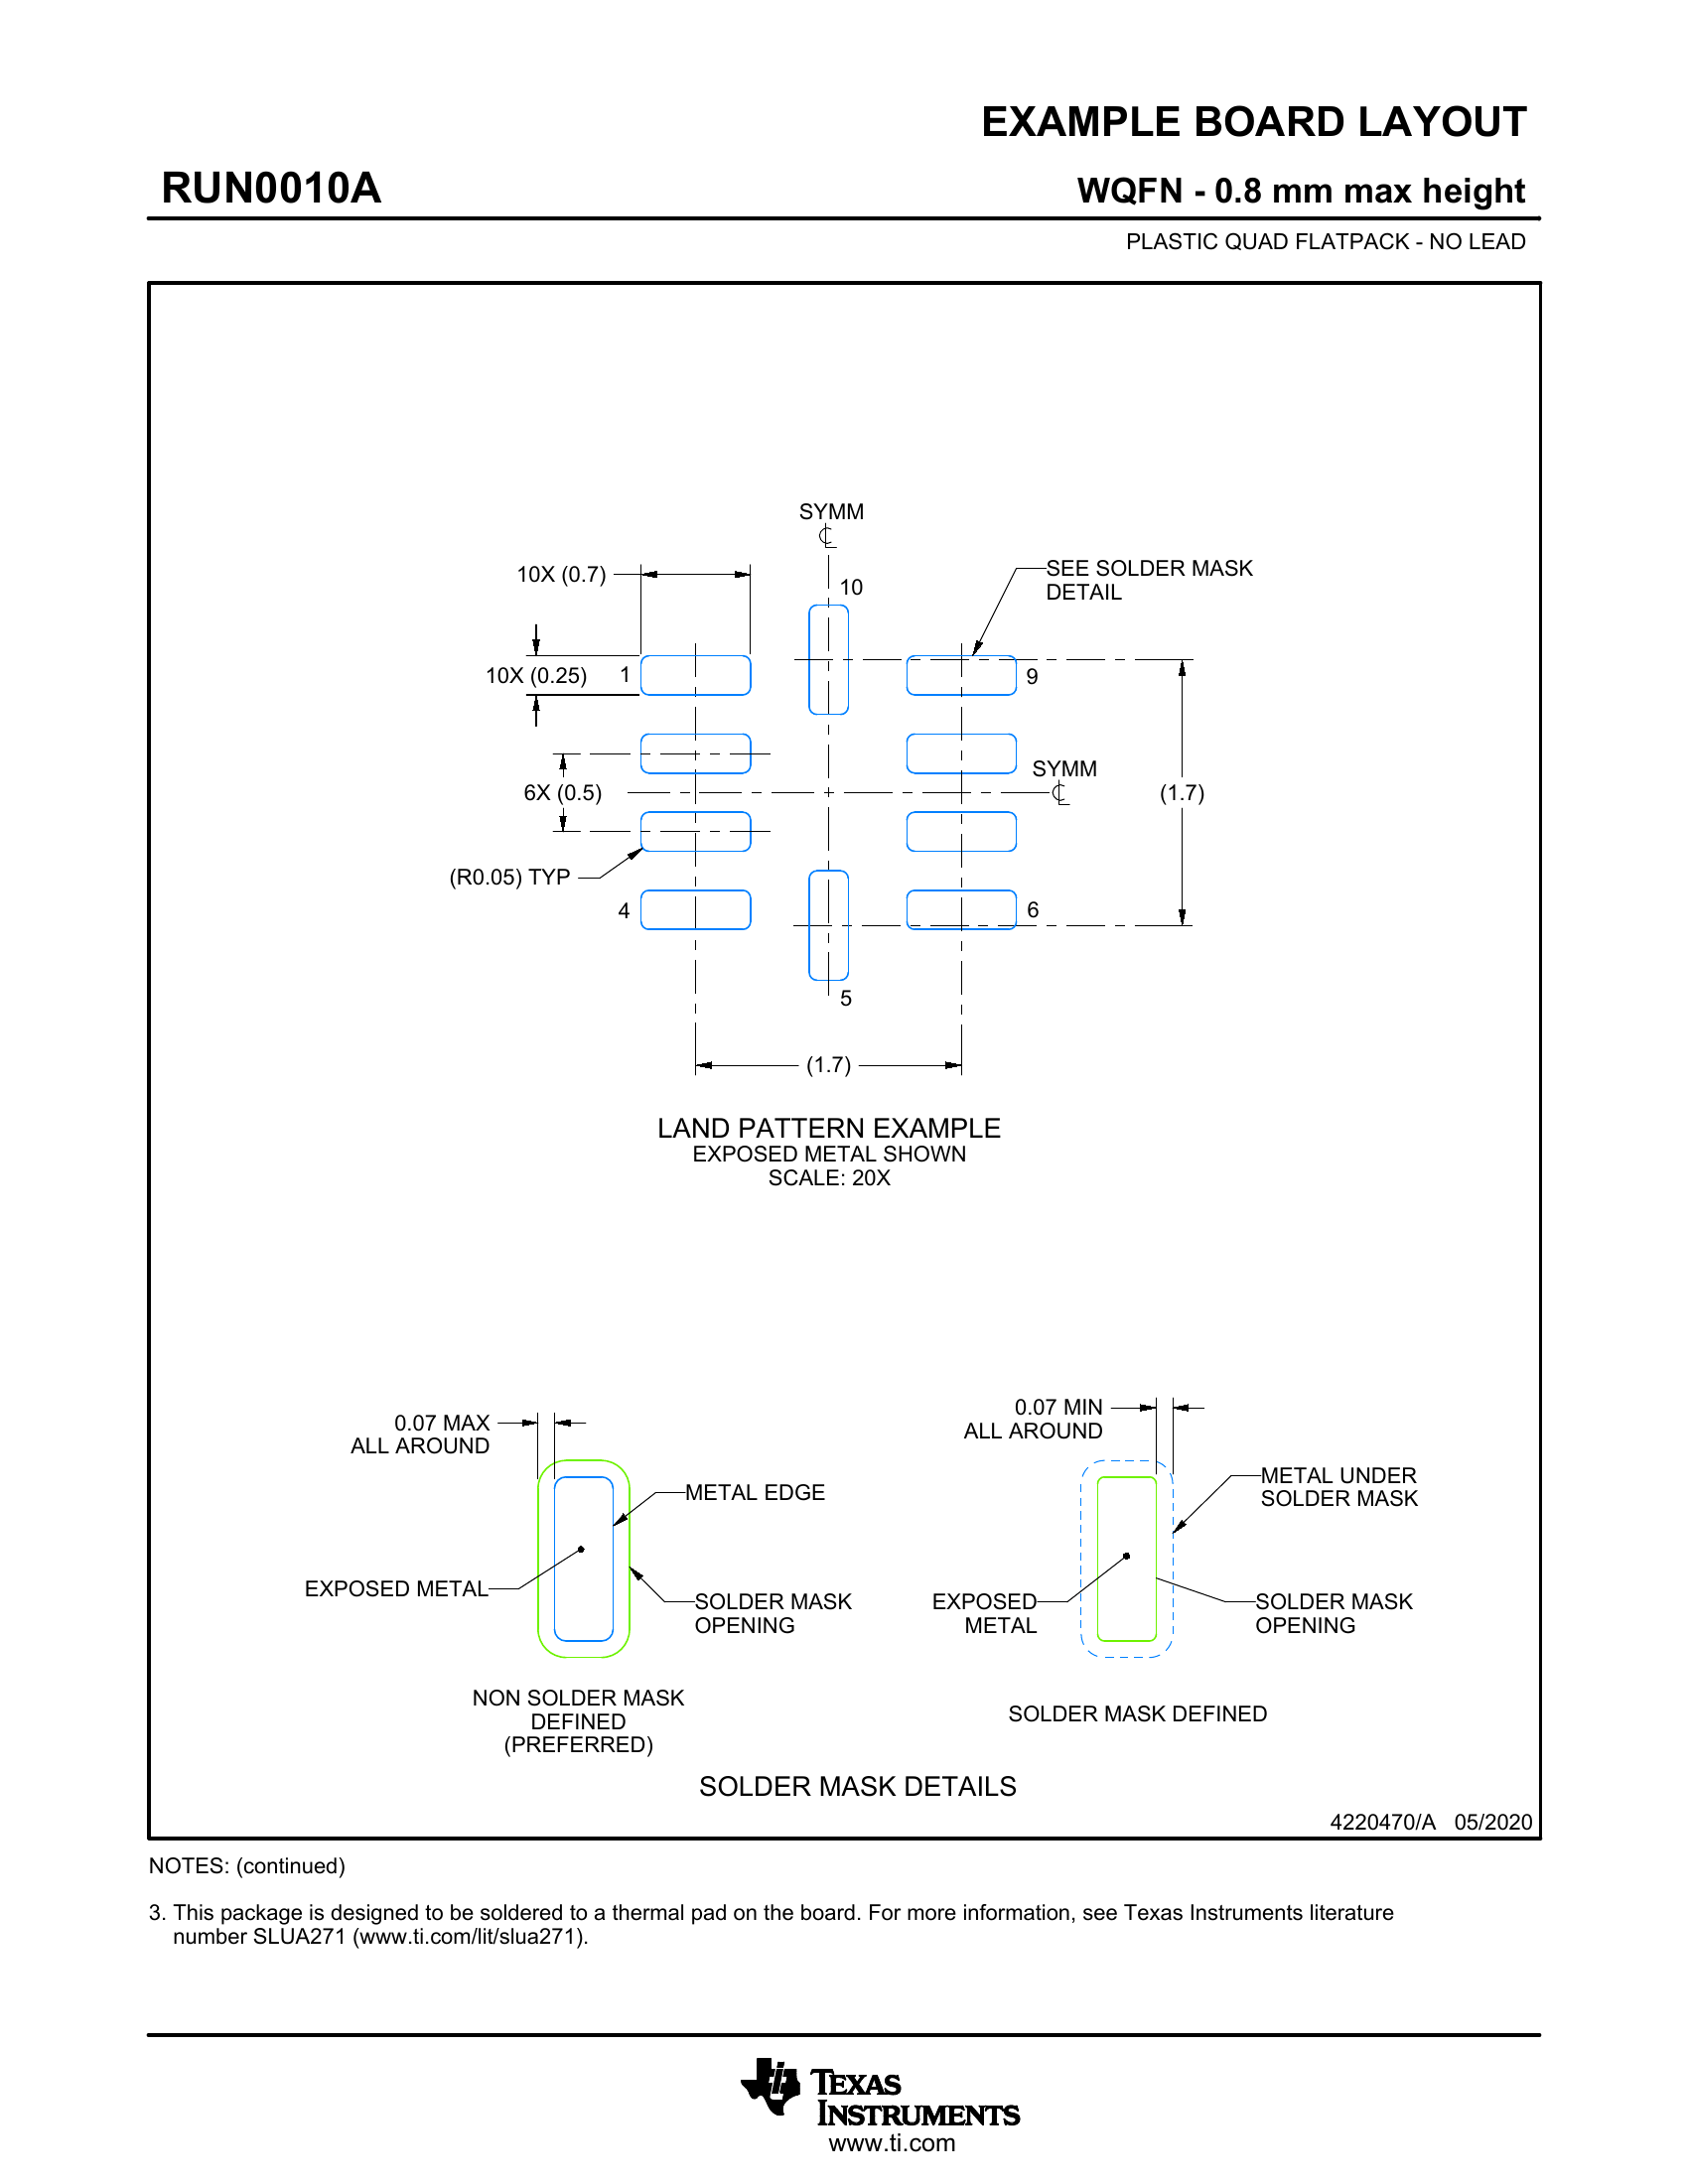 EXAMPLE BOARD LAYOUT
RUN0010A
WQFN - 0.8 mm max height
PLASTIC QUAD FLATPACK - NO LEAD
SYMM
10X (0.7)
10
SEE SOLDER MASK
DETAIL
10X (0.25)
1
9
6X (0.5)
SYMM
(1.7)
(R0.05) TYP
4
6
5
(1.7)
LAND PATTERN EXAMPLE
EXPOSED METAL SHOWN
SCALE: 20X
0.07 MAX
ALL AROUND
METAL EDGE
EXPOSED METAL
SOLDER MASK
OPENING
NON SOLDER MASK
DEFINED
(PREFERRED)
0.07 MIN
ALL AROUND
METAL UNDER
SOLDER MASK
EXPOSED
METAL
SOLDER MASK
OPENING
SOLDER MASK DEFINED
SOLDER MASK DETAILS
4220470/A 05/2020
NOTES: (continued)
3. This package is designed to be soldered to a thermal pad on the board. For more information, see Texas Instruments literature
number SLUA271 (www.ti.com/lit/slua271).
TEXAS
INSTRUMENTS
www.ti.com